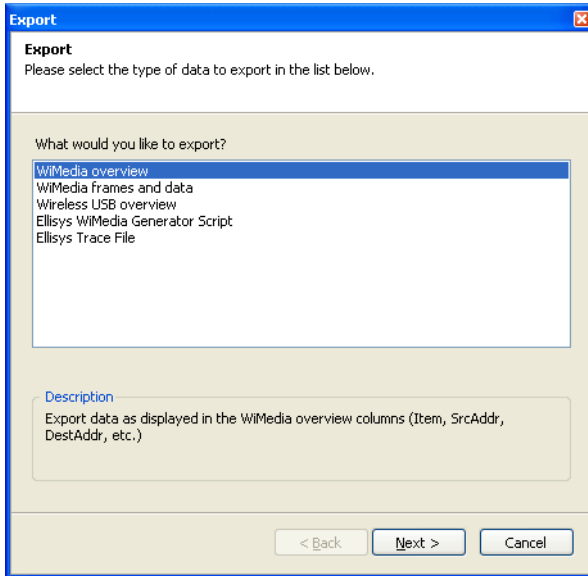 Export
Export
Please select the type of data to export in the list below.
What would you like to export?
WiMedia overview
WiMedia frames and data
Wireless USB overview
Ellisys WiMedia Generator Script
Ellisys Trace File
Description
Export data as displayed in the WiMedia overview columns (Item, SrcAddr,
DestAddr, etc.)
< Back Next > Cancel